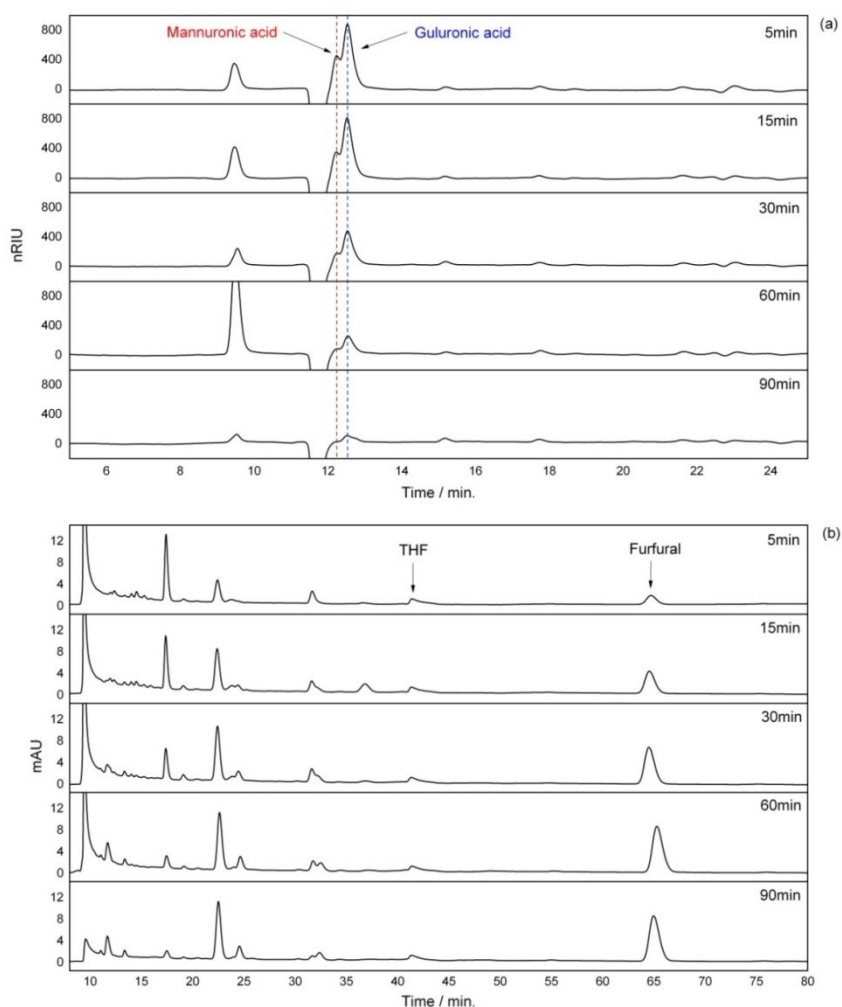 (a)
Mannuronic acid Guluronic acid 5min
800
400
0
15min
800
400
0
30min
800
400
0
60min
800
400
0
90min
800
400
0
nRIU
6 8 10 12 14 16 18 20 22 24
Time / min.
(b)
THF Furfural 5min
12
8
4
0
15min
12
8
4
0
30min
12
8
4
0
60min
12
8
4
0
90min
12
8
4
0
mAU
10 15 20 25 30 35 40 45 50 55 60 65 70 75 80
Time / min.